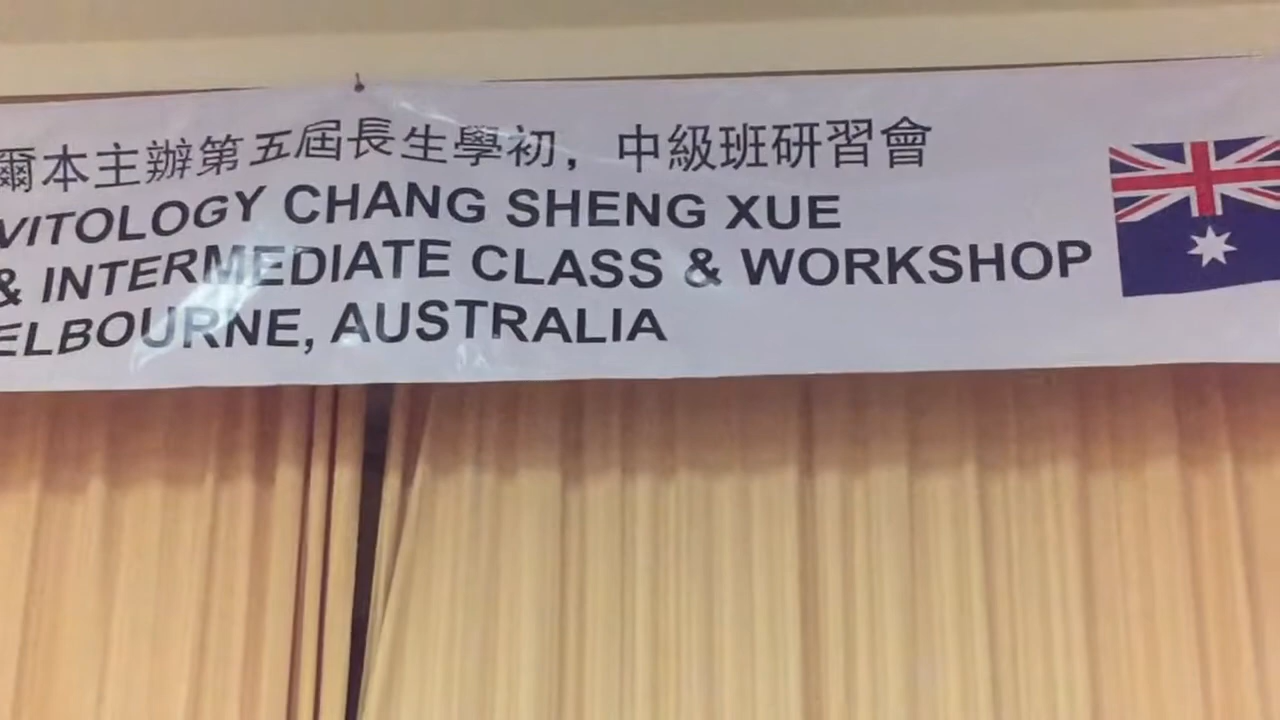 爾本主辦第五屆長生學初，中級班研習會
VITOLOGY CHANG SHENG XUE
& INTERMEDIATE CLASS & WORKSHOP
ELBOURNE, AUSTRALIA